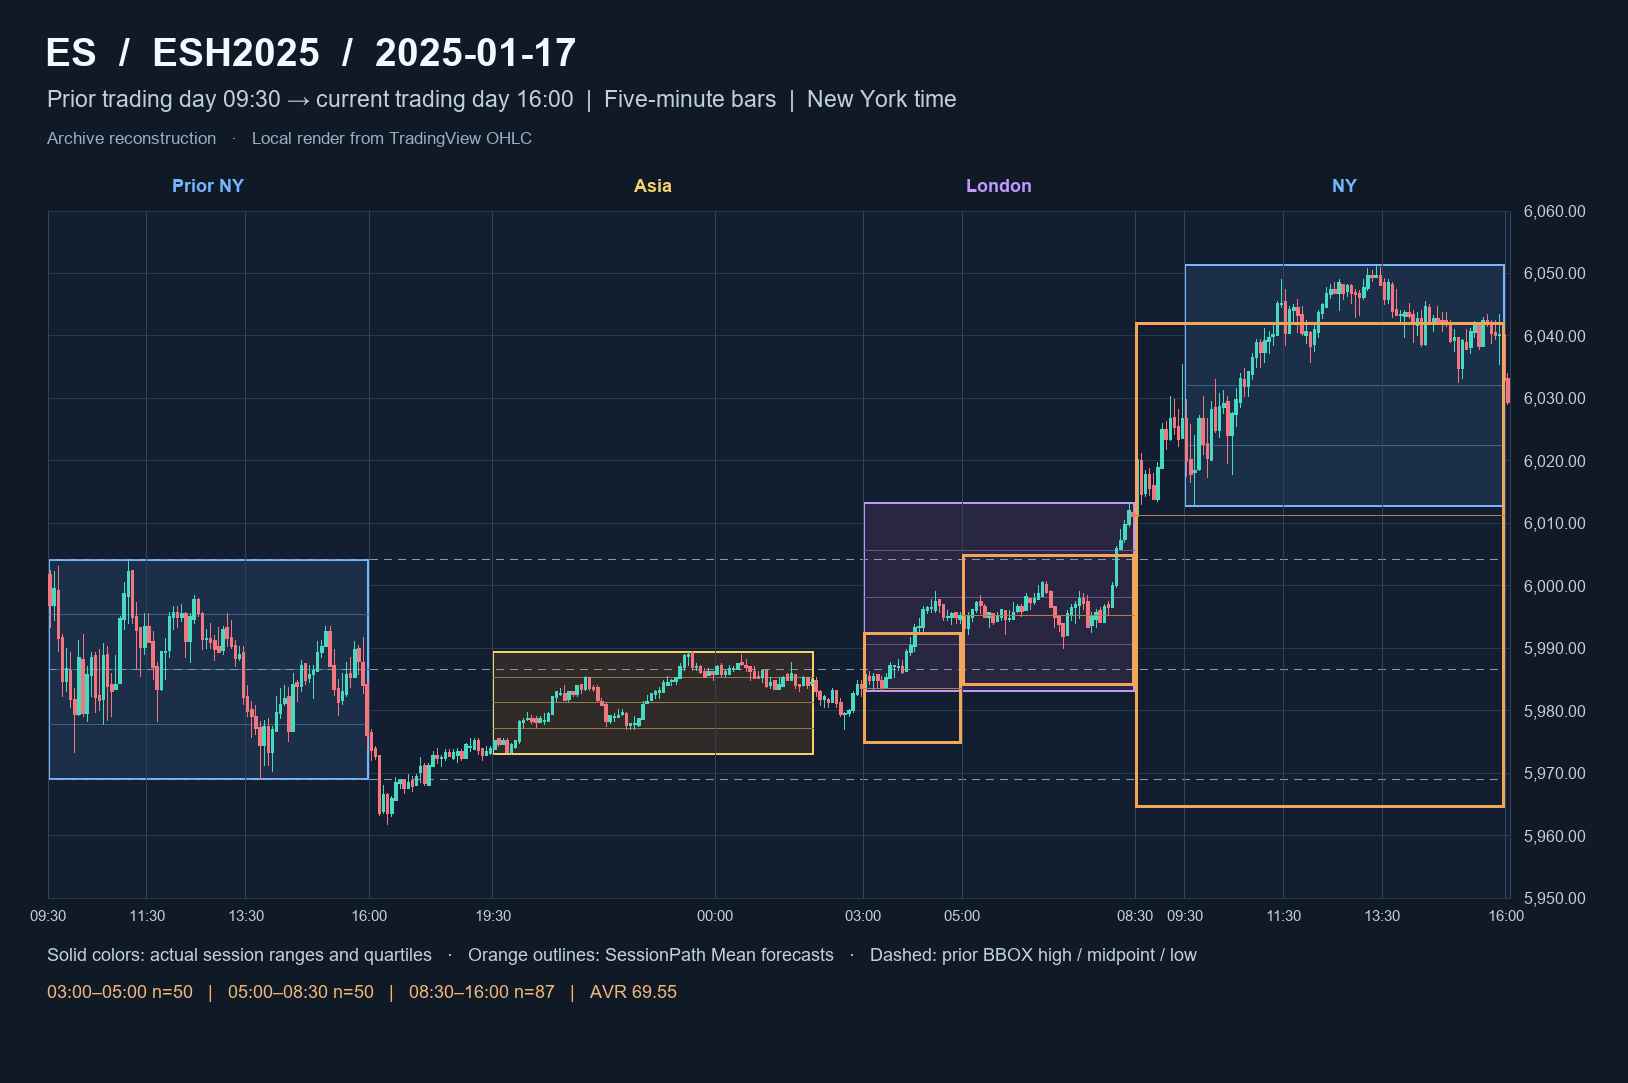 ES / ESH2025 / 2025-01-17
Prior trading day 09:30 → current trading day 16:00 | Five-minute bars | New York time
Archive reconstruction · Local render from TradingView OHLC
Prior NY Asia London NY
6,060.00
6,050.00
6,040.00
6,030.00
6,020.00
6,010.00
6,000.00
5,990.00
5,980.00
5,970.00
5,960.00
5,950.00
09:30 11:30 13:30 16:00 19:30 00:00 03:00 05:00 08:30 09:30 11:30 13:30 16:00
Solid colors: actual session ranges and quartiles · Orange outlines: SessionPath Mean forecasts · Dashed: prior BBOX high / midpoint / low
03:00–05:00 n=50 | 05:00–08:30 n=50 | 08:30–16:00 n=87 | AVR 69.55